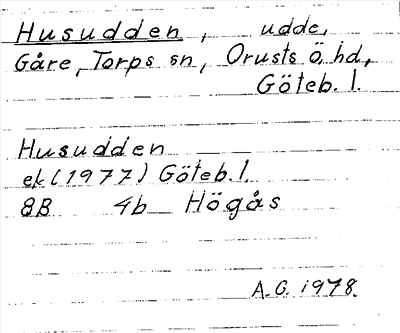 Husudden, udde,
Gåre, Torps sn, Orusts Ö. hd,
Göteb. l.
Husudden
ek (1977) Göteb. l.
8B 4b Högås
A.G. 1978.